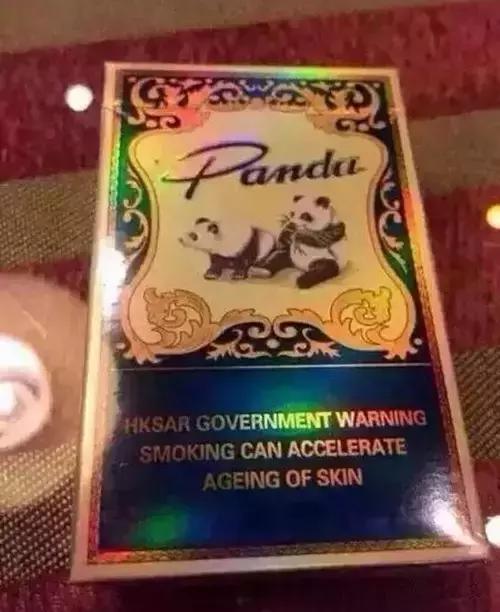 Panda
HKSAR GOVERNMENT WARNING
SMOKING CAN ACCELERATE
AGEING OF SKIN